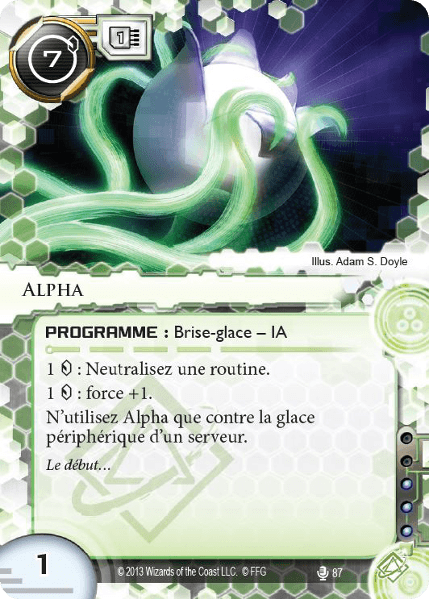 7
1
Illus. Adam S. Doyle
Alpha
PROGRAMME : Brise-glace – IA
1 : Neutralisez une routine.
1 : force +1.
N'utilisez Alpha que contre la glace
périphérique d'un serveur.
Le début…
1
© 2013 Wizards of the Coast LLC. © FFG
87